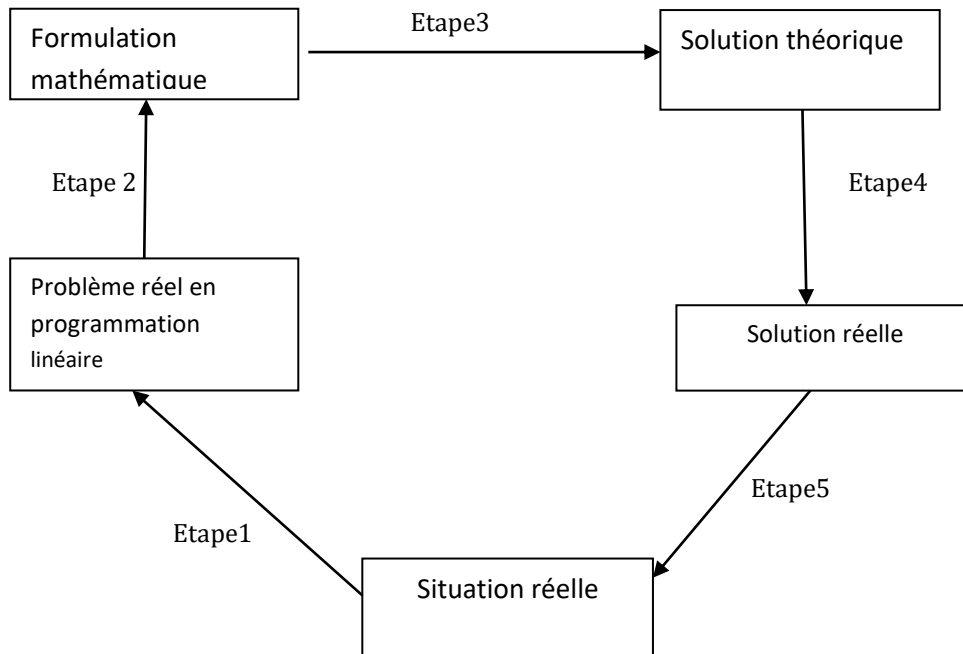 Formulation
mathématique
Etape3
Solution théorique
Etape 2
Etape4
Problème réel en
programmation
linéaire
Solution réelle
Etape5
Etape1
Situation réelle